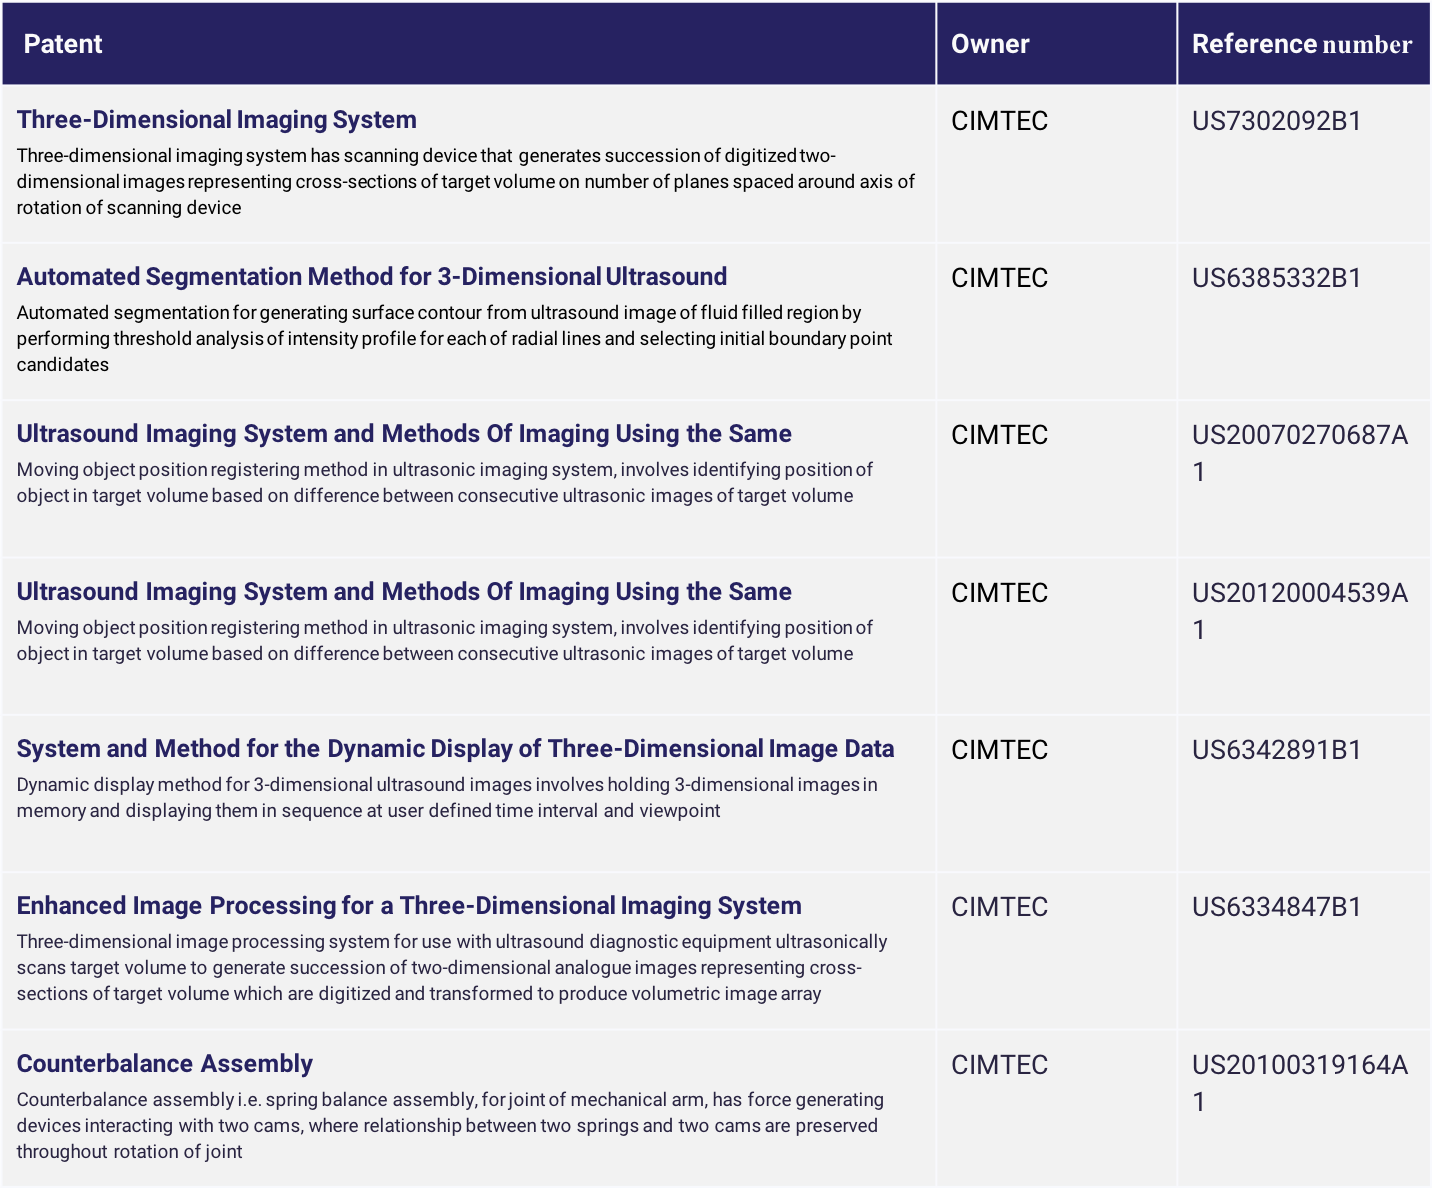 Patent
Owner
Reference number
Three-Dimensional Imaging System
CIMTEC
US7302092B1
Three-dimensional imaging system has scanning device that generates succession of digitized two-
dimensional images representing cross-sections of target volume on number of planes spaced around axis of
rotation of scanning device
Automated Segmentation Method for 3-Dimensional Ultrasound
CIMTEC
US6385332B1
Automated segmentation for generating surface contour from ultrasound image of fluid filled region by
performing threshold analysis of intensity profile for each of radial lines and selecting initial boundary point
candidates
Ultrasound Imaging System and Methods Of Imaging Using the Same
CIMTEC
US20070270687A
1
Moving object position registering method in ultrasonic imaging system, involves identifying position of
object in target volume based on difference between consecutive ultrasonic images of target volume
Ultrasound Imaging System and Methods Of Imaging Using the Same
CIMTEC
US20120004539A
1
Moving object position registering method in ultrasonic imaging system, involves identifying position of
object in target volume based on difference between consecutive ultrasonic images of target volume
System and Method for the Dynamic Display of Three-Dimensional Image Data
CIMTEC
US6342891B1
Dynamic display method for 3-dimensional ultrasound images involves holding 3-dimensional images in
memory and displaying them in sequence at user defined time interval and viewpoint
Enhanced Image Processing for a Three-Dimensional Imaging System
CIMTEC
US6334847B1
Three-dimensional image processing system for use with ultrasound diagnostic equipment ultrasonically
scans target volume to generate succession of two-dimensional analogue images representing cross-
sections of target volume which are digitized and transformed to produce volumetric image array
Counterbalance Assembly
CIMTEC
US20100319164A
1
Counterbalance assembly i.e. spring balance assembly, for joint of mechanical arm, has force generating
devices interacting with two cams, where relationship between two springs and two cams are preserved
throughout rotation of joint